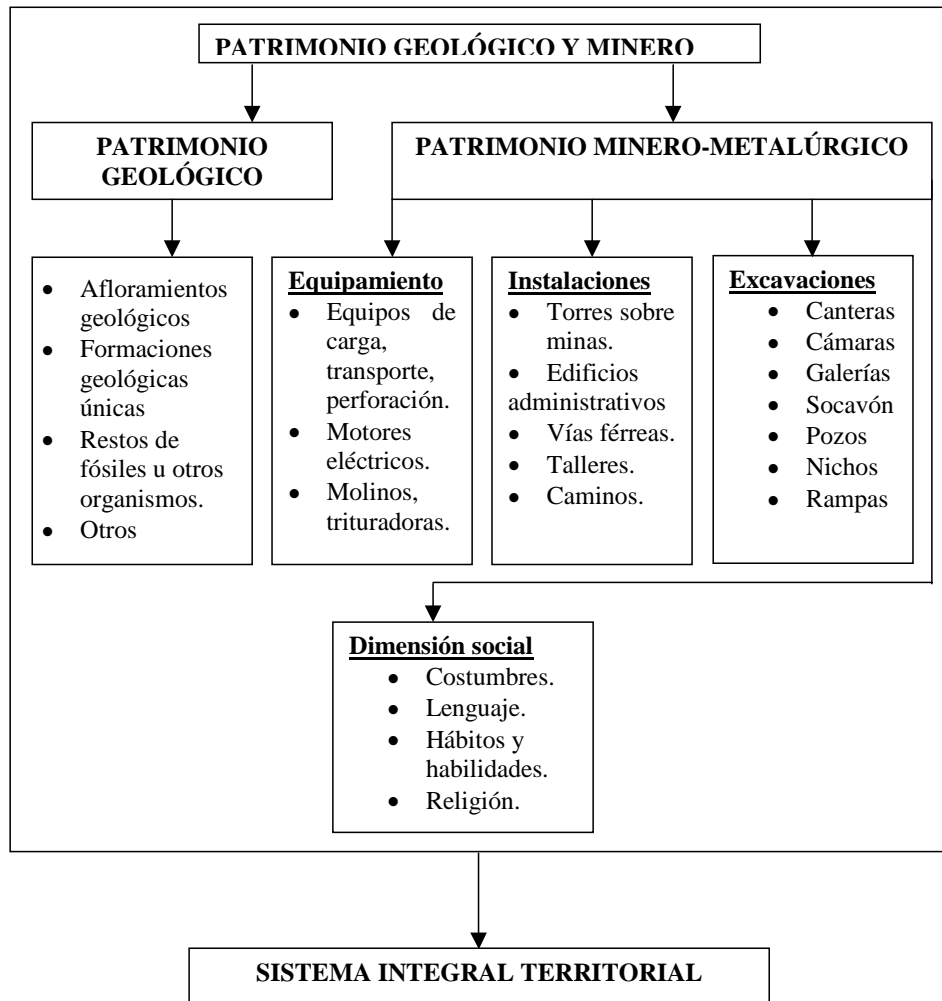 PATRIMONIO GEOLÓGICO Y MINERO
PATRIMONIO
GEOLÓGICO
PATRIMONIO MINERO-METALÚRGICO
• Afloramientos
geológicos
• Formaciones
geológicas
únicas
• Restos de
fósiles u otros
organismos.
• Otros
Equipamiento
• Equipos de
carga,
transporte,
perforación.
• Motores
eléctricos.
• Molinos,
trituradoras.
Instalaciones
• Torres sobre
minas.
• Edificios
administrativos
• Vías férreas.
• Talleres.
• Caminos.
Excavaciones
• Canteras
• Cámaras
• Galerías
• Socavón
• Pozos
• Nichos
• Rampas
Dimensión social
• Costumbres.
• Lenguaje.
• Hábitos y
habilidades.
• Religión.
SISTEMA INTEGRAL TERRITORIAL